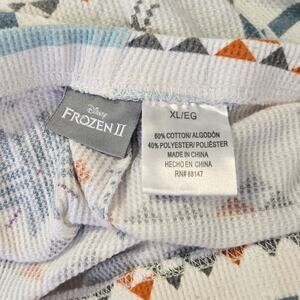 Disney
FROZEN II
XL/EG
60% COTTON/ALGODÓN
40% POLYESTER/POLIÉSTER
MADE IN CHINA
HECHO EN CHINA
RN# 88147